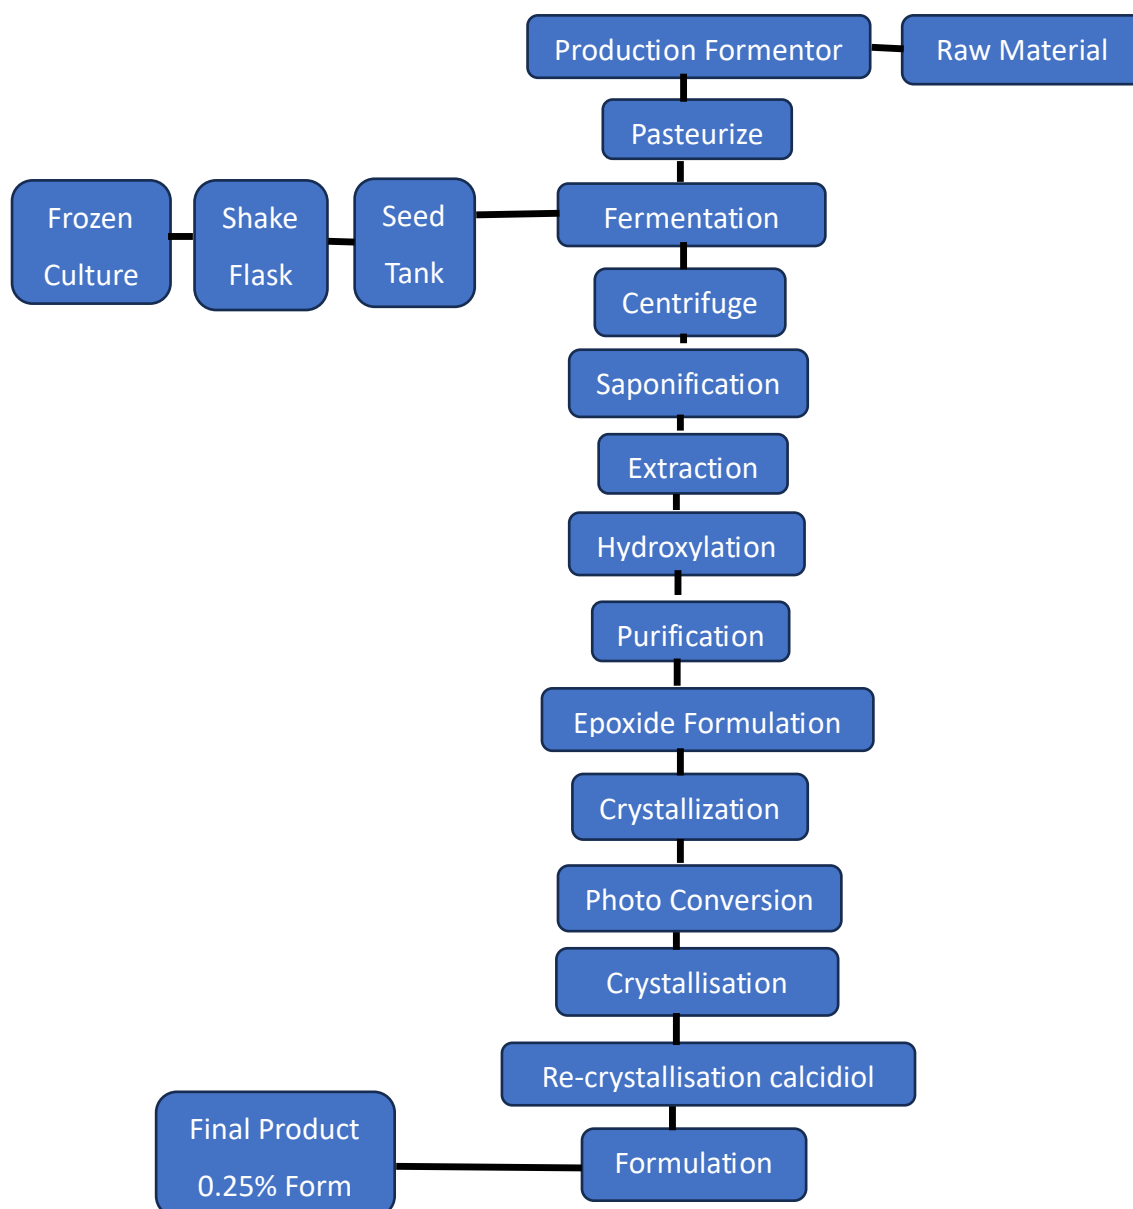 Production Formentor
Raw Material
Pasteurize
Frozen
Culture
Shake
Flask
Seed
Tank
Fermentation
Centrifuge
Saponification
Extraction
Hydroxylation
Purification
Epoxide Formulation
Crystallization
Photo Conversion
Crystallisation
Re-crystallisation calcidiol
Final Product
0.25% Form
Formulation